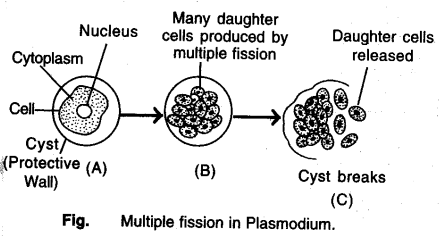 Nucleus
Cytoplasm
Cell
Cyst
(Protective
Wall)
(A)
Many daughter
cells produced by
multiple fission
(B)
Daughter cells
released
Cyst breaks
(C)
Fig. Multiple fission in Plasmodium.